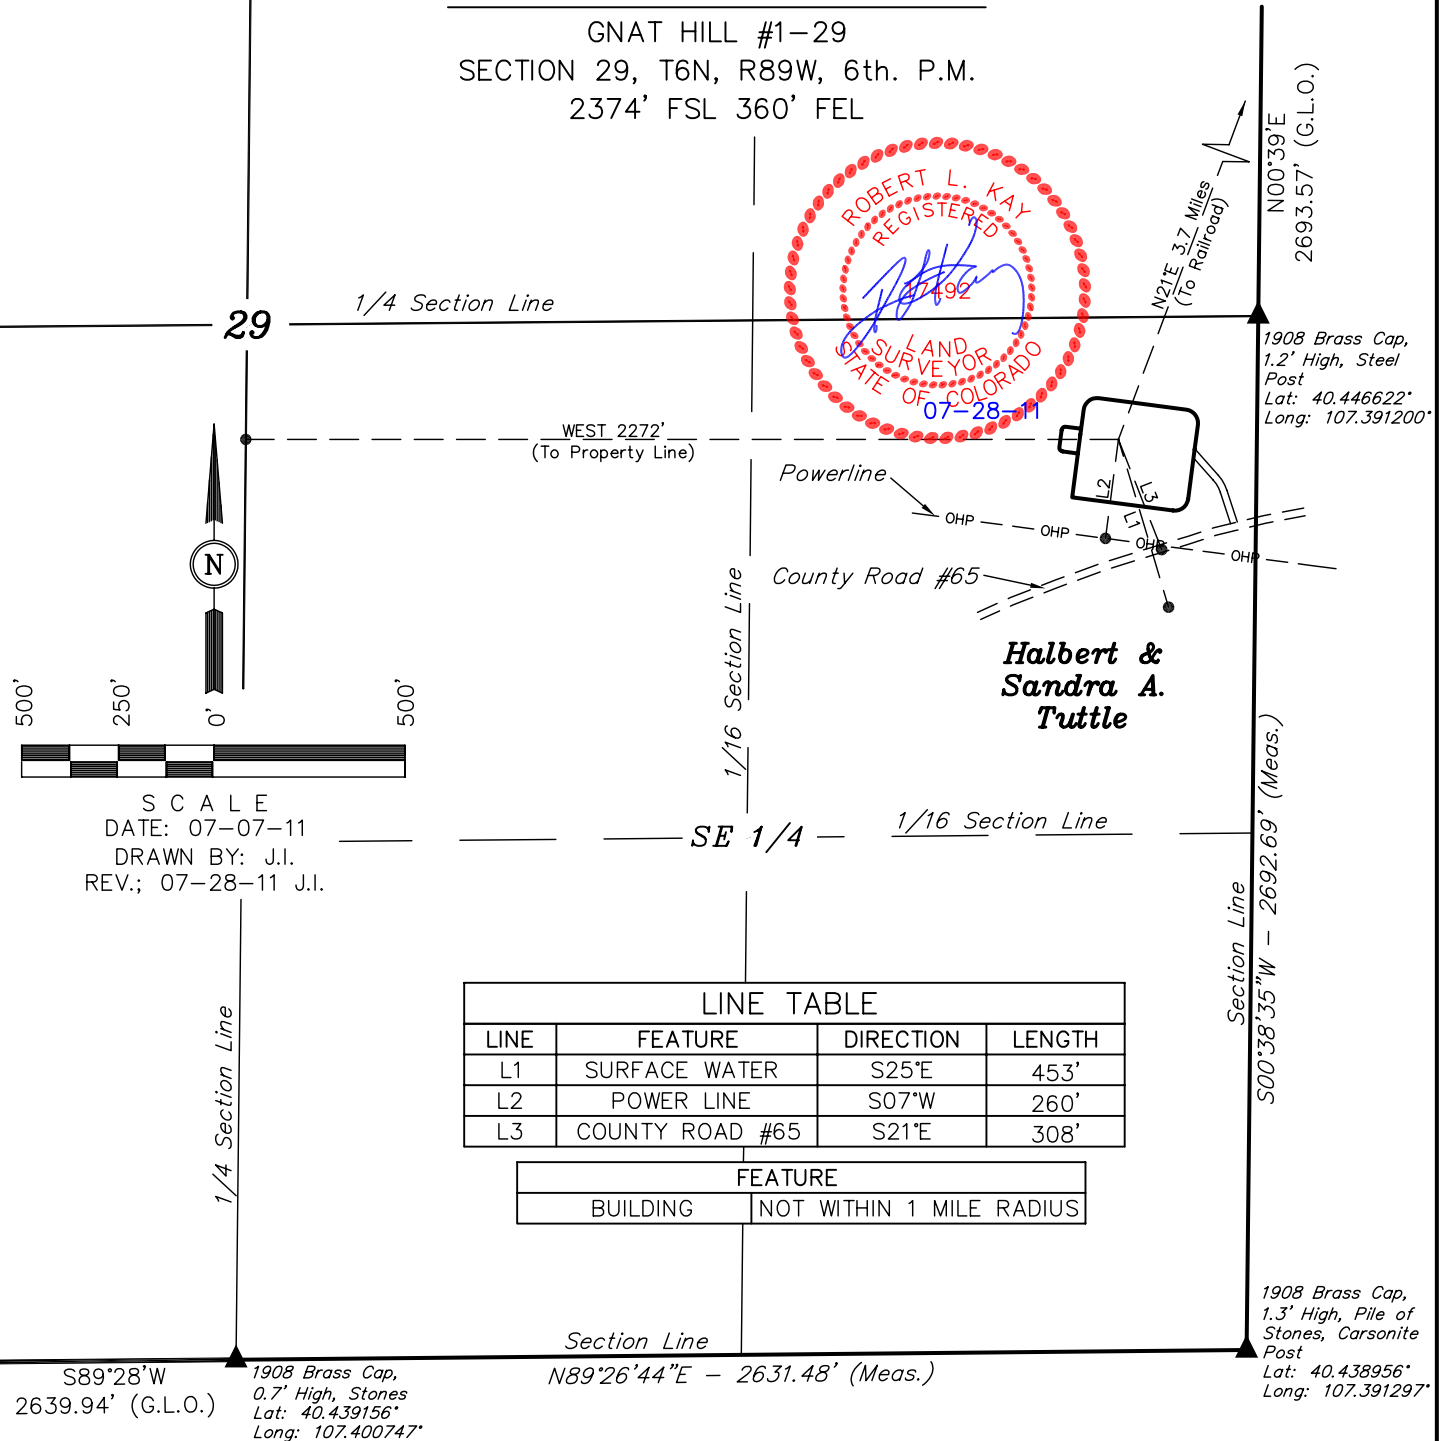 GNAT HILL #1-29
SECTION 29, T6N, R89W, 6th. P.M.
2374' FSL 360' FEL
N00°39'E
2693.57' (G.L.O.)
ROBERT L. KAY
REGISTERED
17492
LAND
SURVEYOR
STATE OF COLORADO
07-28-11
N21°E 3.7 Miles
(To Railroad)
1/4 Section Line
29
1908 Brass Cap,
1.2' High, Steel
Post
Lat: 40.446622°
Long: 107.391200°
WEST 2272'
(To Property Line)
Powerline
L2
L3
L1
OHP
OHP
OHP
OHP
County Road #65
N
1/16 Section Line
Halbert &
Sandra A.
Tuttle
500'
250'
0'
500'
SCALE
DATE: 07-07-11
DRAWN BY: J.I.
REV.; 07-28-11 J.I.
SE 1/4
1/16 Section Line
Section Line
S00°38'35"W - 2692.69' (Meas.)
1/4 Section Line
LINE TABLE
LINE FEATURE DIRECTION LENGTH
L1 SURFACE WATER S25°E 453'
L2 POWER LINE S07°W 260'
L3 COUNTY ROAD #65 S21°E 308'
FEATURE
BUILDING NOT WITHIN 1 MILE RADIUS
1908 Brass Cap,
1.3' High, Pile of
Stones, Carsonite
Post
Lat: 40.438956°
Long: 107.391297°
Section Line
N89°26'44"E - 2631.48' (Meas.)
S89°28'W
2639.94' (G.L.O.)
1908 Brass Cap,
0.7' High, Stones
Lat: 40.439156°
Long: 107.400747°